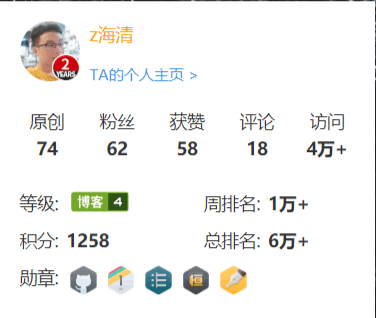 z海清
2
YEARS
TA的个人主页 >
原创 粉丝 获赞 评论 访问
74 62 58 18 4万+
等级: 博客 4 周排名: 1万+
积分: 1258 总排名: 6万+
勋章: 恒